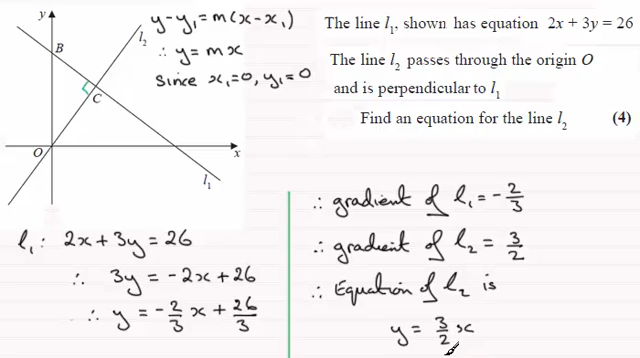 y
y-y₁=m(x-x₁)
l₂
∴ y=mx
B
since x₁=0, y₁=0
C
O
x
l₁
The line l₁, shown has equation 2x + 3y = 26
The line l₂ passes through the origin O
and is perpendicular to l₁
Find an equation for the line l₂ (4)
l₁: 2x+3y=26
∴ 3y = -2x+26
∴ y = -2/3 x + 26/3
∴ gradient of l₁ = -2/3
∴ gradient of l₂ = 3/2
∴ Equation of l₂ is
y = 3/2 x